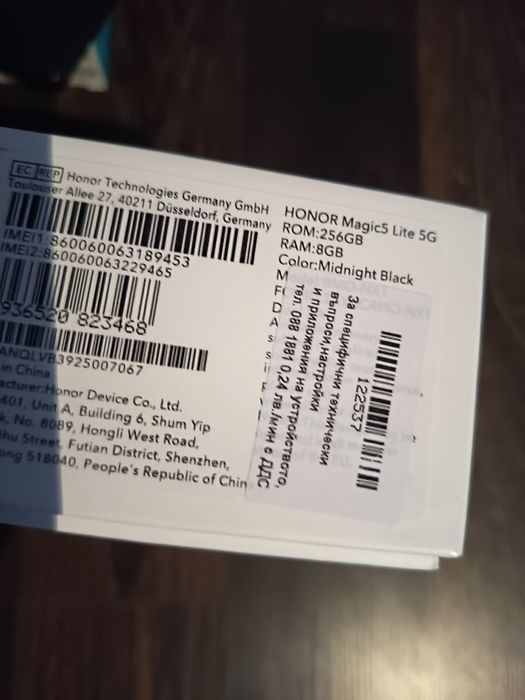 EC REP Honor Technologies Germany GmbH
Toulouser Allee 27, 40211 Düsseldorf, Germany
IMEI1:860060063189453
IMEI2:860060063229465
936520 823468
ANQLVB3925007067
in China
acturer:Honor Device Co., Ltd.
401, Unit A, Building 6, Shum Yip
k, No. 8089, Hongli West Road,
ihu Street, Futian District, Shenzhen,
ong 518040, People's Republic of Chin
HONOR Magic5 Lite 5G
ROM:256GB
RAM:8GB
Color:Midnight Black
M
F
D
A
s
За специфични технически
въпроси,настройки
и приложения на устройството,
тел. 088 1881 0,24 лв./мин с ДДС
122537